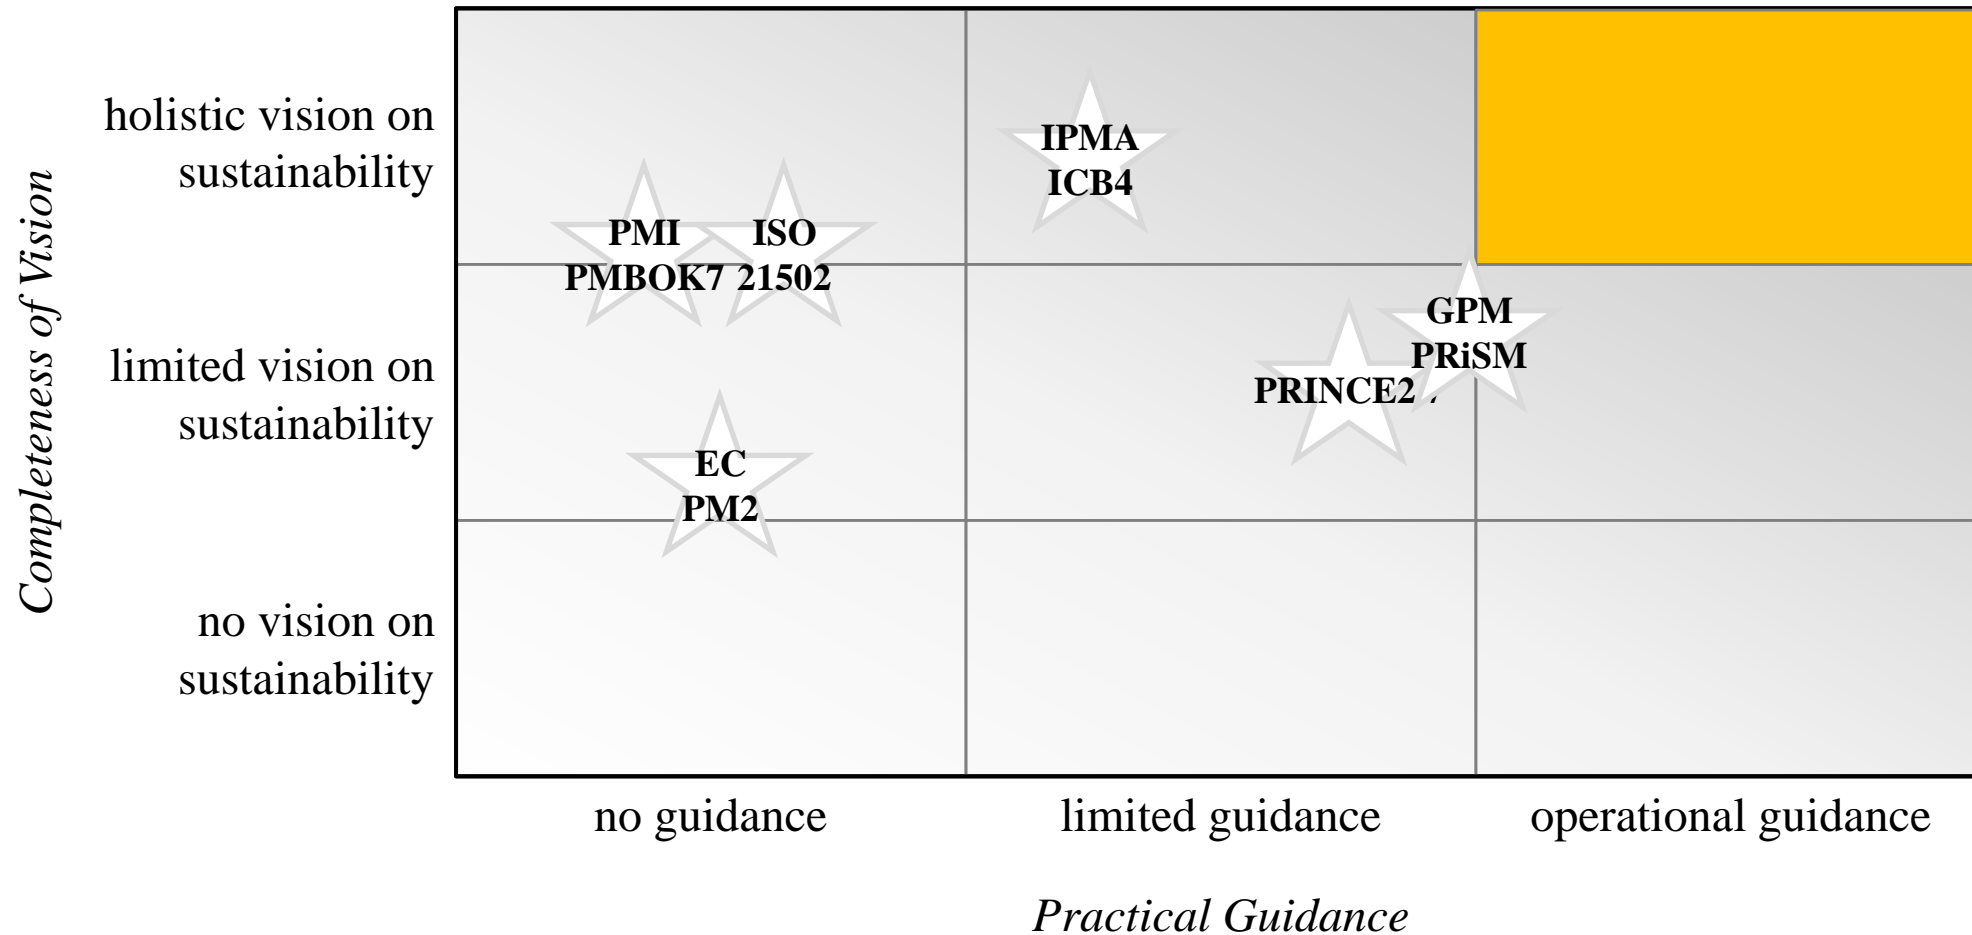 Completeness of Vision
holistic vision on
sustainability
limited vision on
sustainability
no vision on
sustainability
IPMA
ICB4
PMI
PMBOK7
ISO
21502
GPM
PRiSM
PRINCE2
EC
PM2
no guidance
limited guidance
operational guidance
Practical Guidance